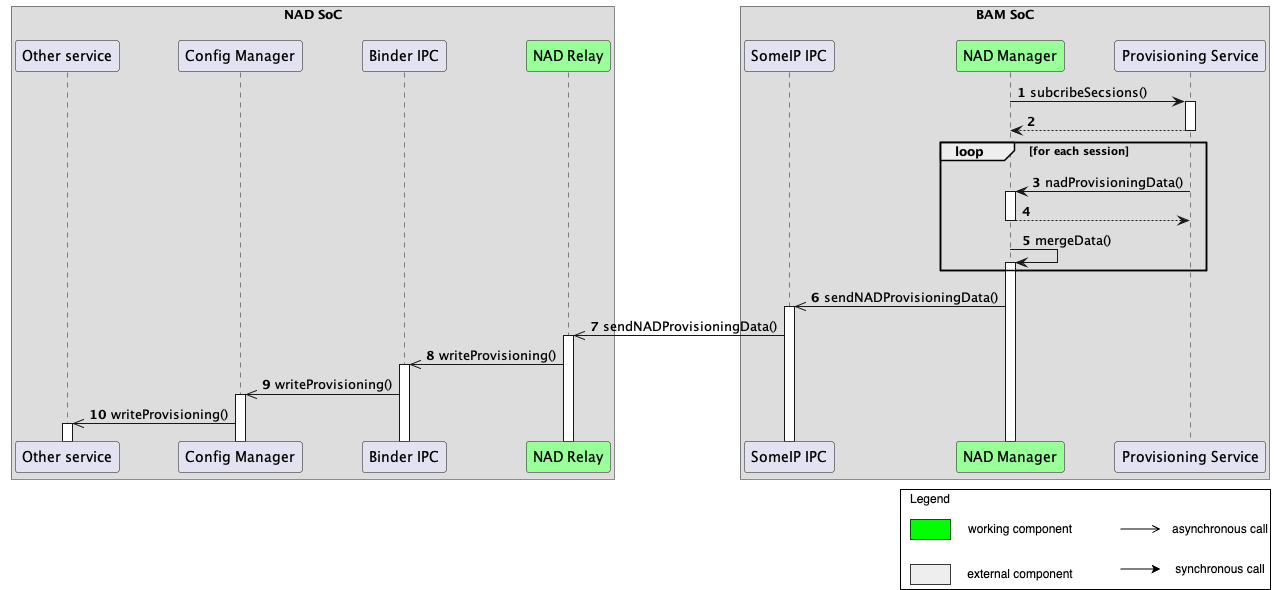 NAD SoC
BAM SoC
Other service
Config Manager
Binder IPC
NAD Relay
SomeIP IPC
NAD Manager
Provisioning Service
1 subcribeSecsions()
2
loop
[for each session]
3 nadProvisioningData()
4
5 mergeData()
6 sendNADProvisioningData()
7 sendNADProvisioningData()
8 writeProvisioning()
9 writeProvisioning()
10 writeProvisioning()
Other service
Config Manager
Binder IPC
NAD Relay
SomeIP IPC
NAD Manager
Provisioning Service
Legend
working component
asynchronous call
external component
synchronous call